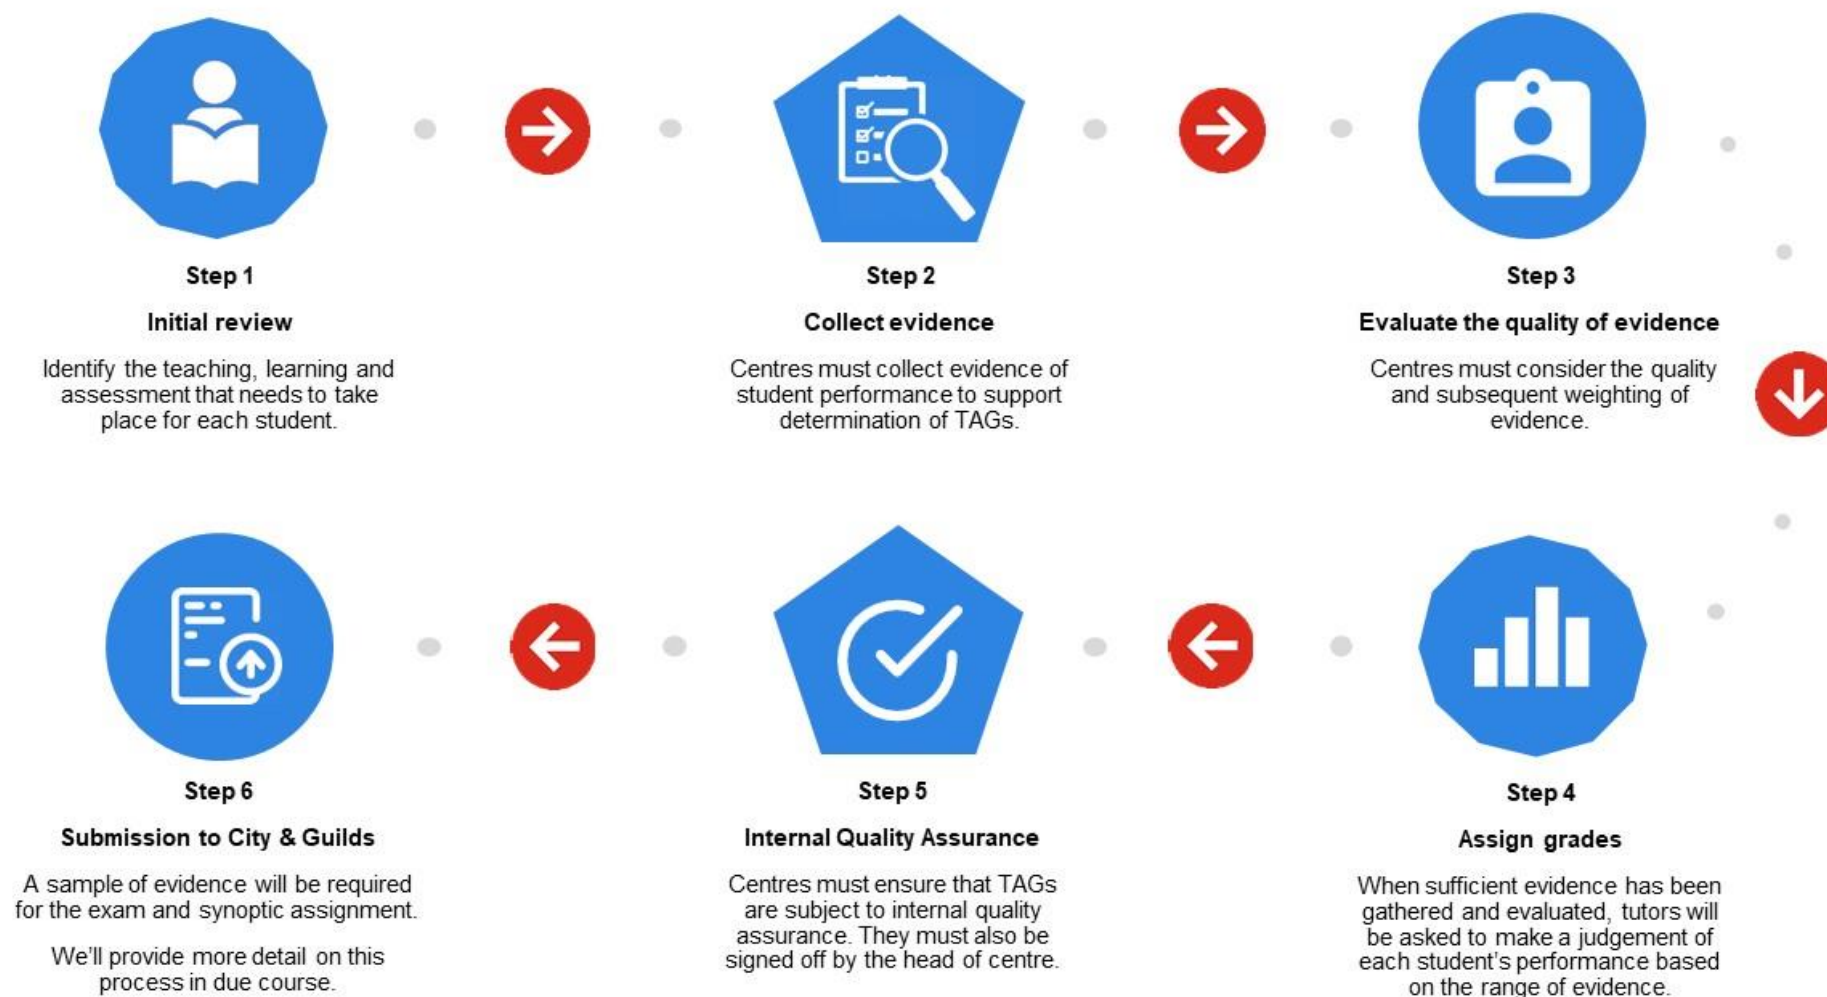 Step 1
Initial review
Identify the teaching, learning and
assessment that needs to take
place for each student.
Step 2
Collect evidence
Centres must collect evidence of
student performance to support
determination of TAGs.
Step 3
Evaluate the quality of evidence
Centres must consider the quality
and subsequent weighting of
evidence.
Step 4
Assign grades
When sufficient evidence has been
gathered and evaluated, tutors will
be asked to make a judgement of
each student's performance based
on the range of evidence.
Step 5
Internal Quality Assurance
Centres must ensure that TAGs
are subject to internal quality
assurance. They must also be
signed off by the head of centre.
Step 6
Submission to City & Guilds
A sample of evidence will be required
for the exam and synoptic assignment.
We'll provide more detail on this
process in due course.